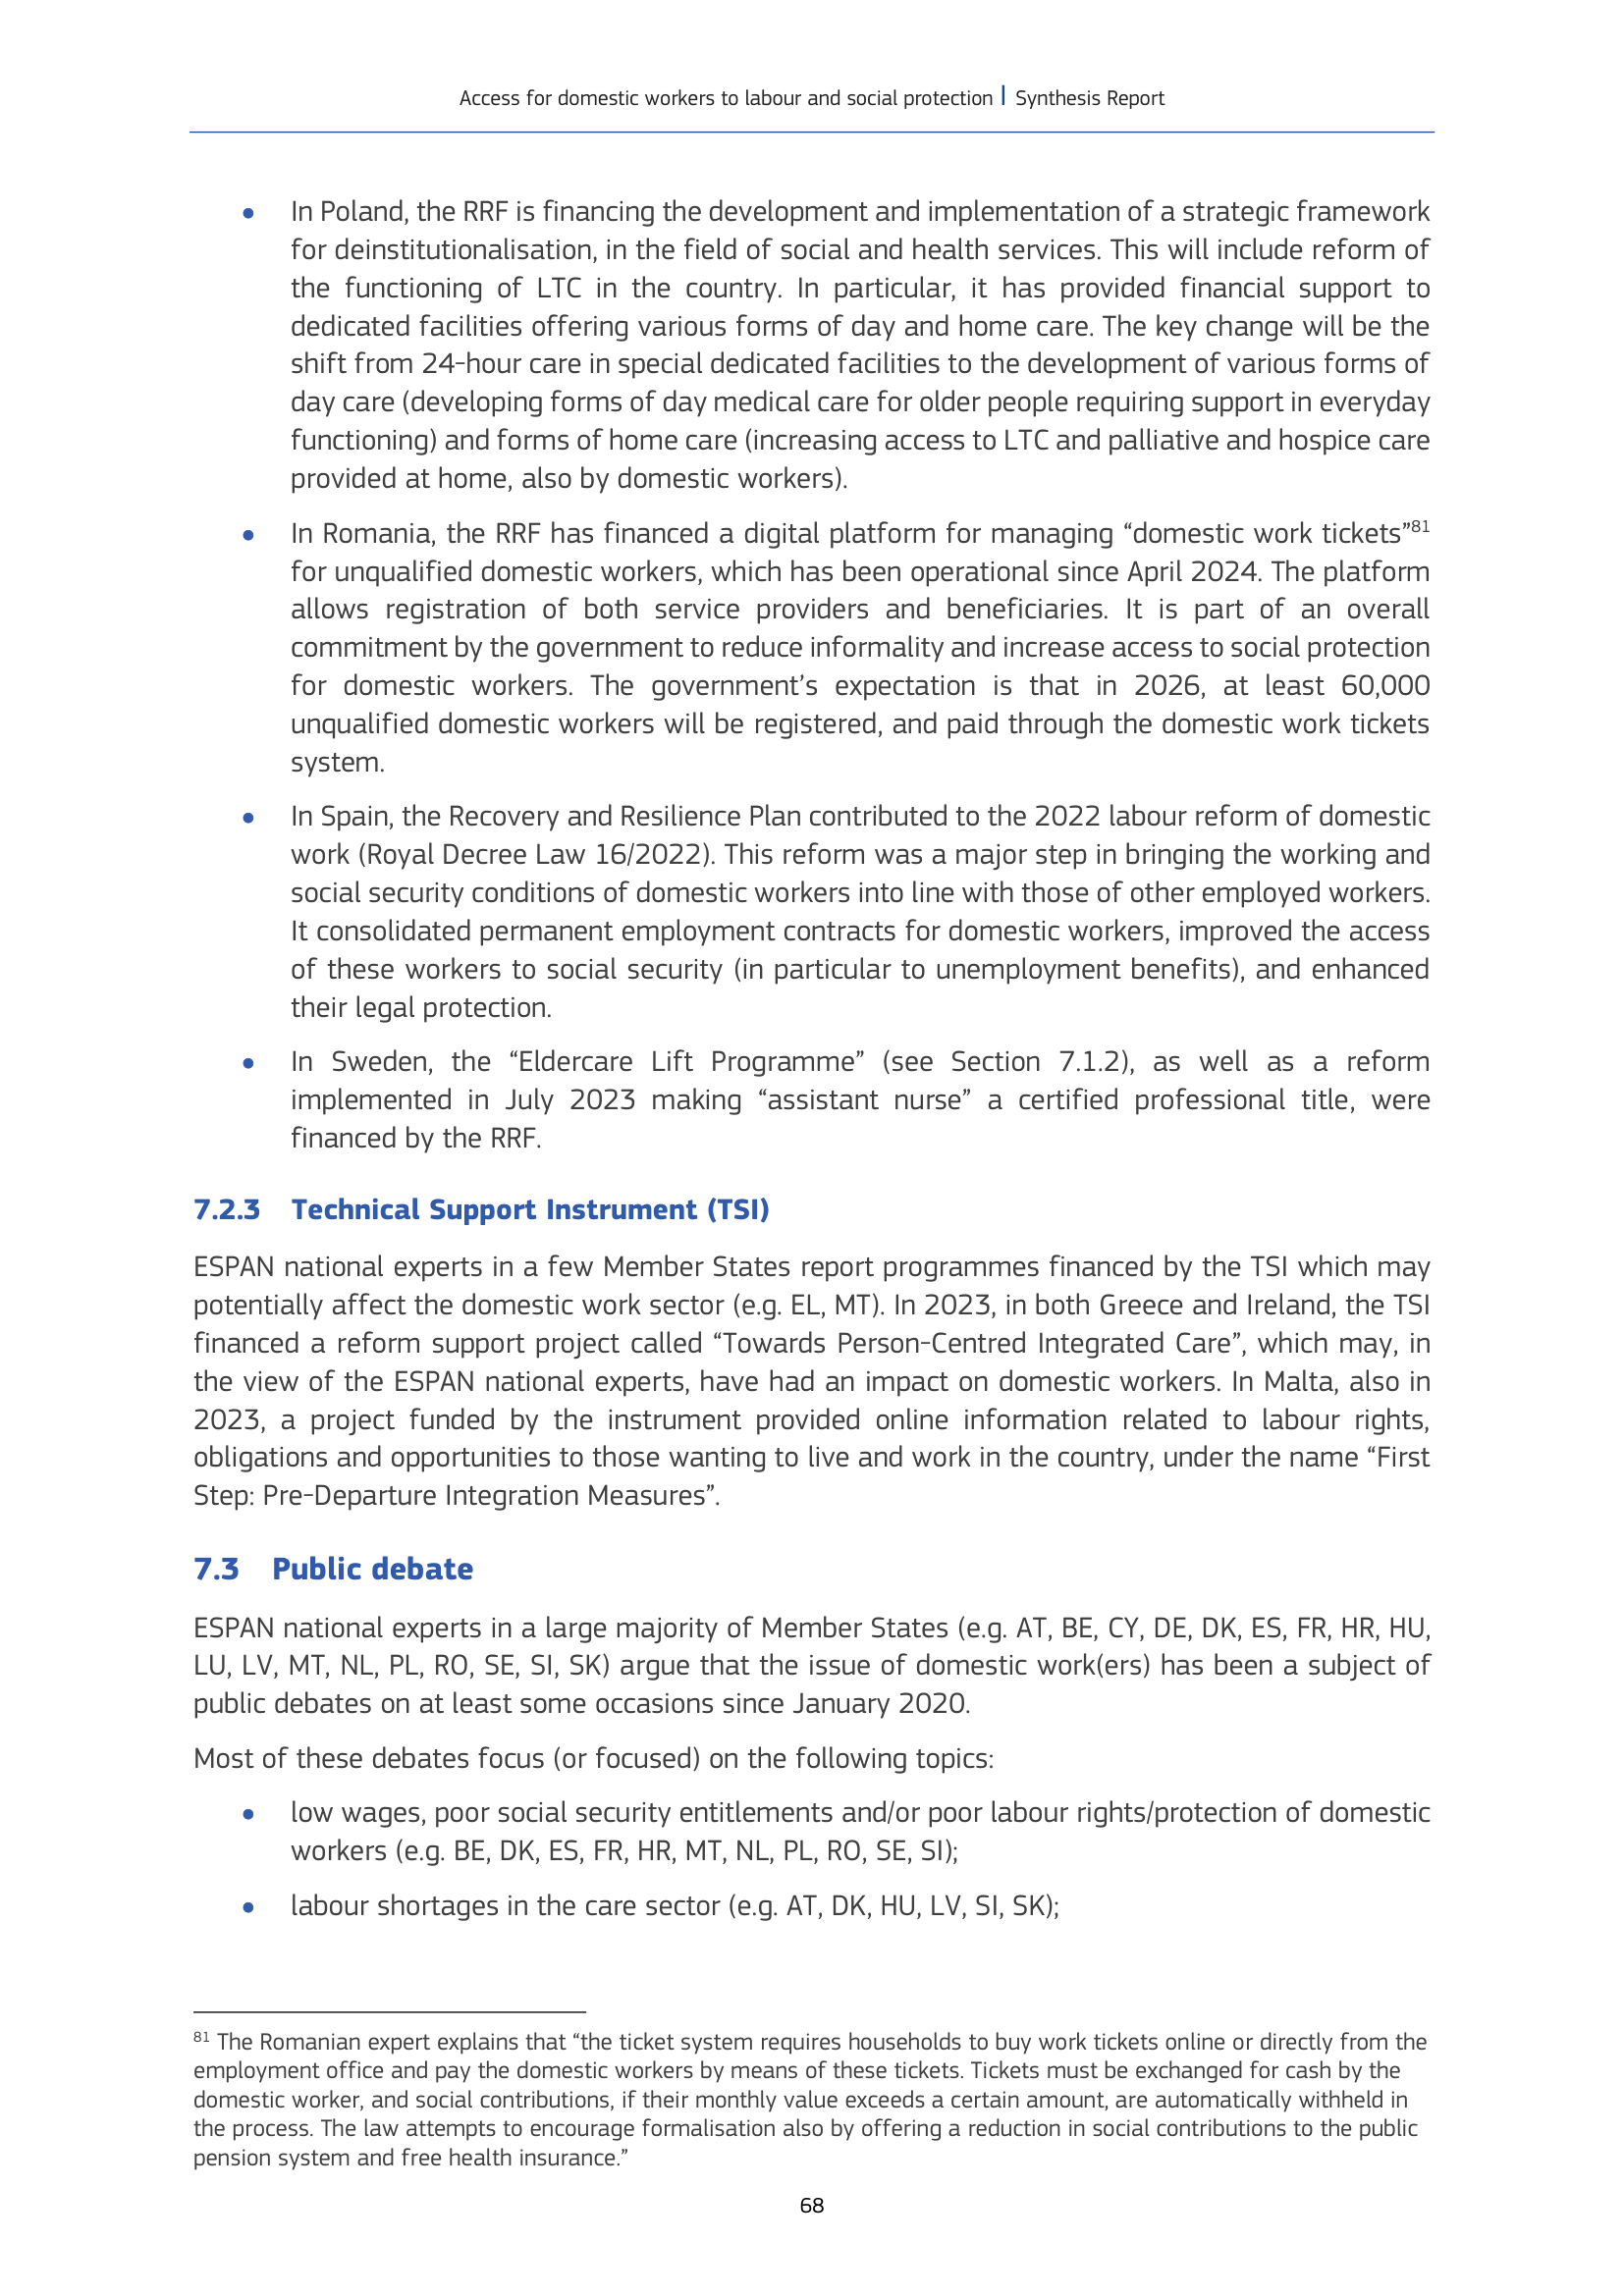 Access for domestic workers to labour and social protection | Synthesis Report
• In Poland, the RRF is financing the development and implementation of a strategic framework
for deinstitutionalisation, in the field of social and health services. This will include reform of
the functioning of LTC in the country. In particular, it has provided financial support to
dedicated facilities offering various forms of day and home care. The key change will be the
shift from 24-hour care in special dedicated facilities to the development of various forms of
day care (developing forms of day medical care for older people requiring support in everyday
functioning) and forms of home care (increasing access to LTC and palliative and hospice care
provided at home, also by domestic workers).
• In Romania, the RRF has financed a digital platform for managing “domestic work tickets”81
for unqualified domestic workers, which has been operational since April 2024. The platform
allows registration of both service providers and beneficiaries. It is part of an overall
commitment by the government to reduce informality and increase access to social protection
for domestic workers. The government’s expectation is that in 2026, at least 60,000
unqualified domestic workers will be registered, and paid through the domestic work tickets
system.
• In Spain, the Recovery and Resilience Plan contributed to the 2022 labour reform of domestic
work (Royal Decree Law 16/2022). This reform was a major step in bringing the working and
social security conditions of domestic workers into line with those of other employed workers.
It consolidated permanent employment contracts for domestic workers, improved the access
of these workers to social security (in particular to unemployment benefits), and enhanced
their legal protection.
• In Sweden, the “Eldercare Lift Programme” (see Section 7.1.2), as well as a reform
implemented in July 2023 making “assistant nurse” a certified professional title, were
financed by the RRF.
7.2.3 Technical Support Instrument (TSI)
ESPAN national experts in a few Member States report programmes financed by the TSI which may
potentially affect the domestic work sector (e.g. EL, MT). In 2023, in both Greece and Ireland, the TSI
financed a reform support project called “Towards Person-Centred Integrated Care”, which may, in
the view of the ESPAN national experts, have had an impact on domestic workers. In Malta, also in
2023, a project funded by the instrument provided online information related to labour rights,
obligations and opportunities to those wanting to live and work in the country, under the name “First
Step: Pre-Departure Integration Measures”.
7.3 Public debate
ESPAN national experts in a large majority of Member States (e.g. AT, BE, CY, DE, DK, ES, FR, HR, HU,
LU, LV, MT, NL, PL, RO, SE, SI, SK) argue that the issue of domestic work(ers) has been a subject of
public debates on at least some occasions since January 2020.
Most of these debates focus (or focused) on the following topics:
• low wages, poor social security entitlements and/or poor labour rights/protection of domestic
workers (e.g. BE, DK, ES, FR, HR, MT, NL, PL, RO, SE, SI);
• labour shortages in the care sector (e.g. AT, DK, HU, LV, SI, SK);
81 The Romanian expert explains that “the ticket system requires households to buy work tickets online or directly from the
employment office and pay the domestic workers by means of these tickets. Tickets must be exchanged for cash by the
domestic worker, and social contributions, if their monthly value exceeds a certain amount, are automatically withheld in
the process. The law attempts to encourage formalisation also by offering a reduction in social contributions to the public
pension system and free health insurance.”
68